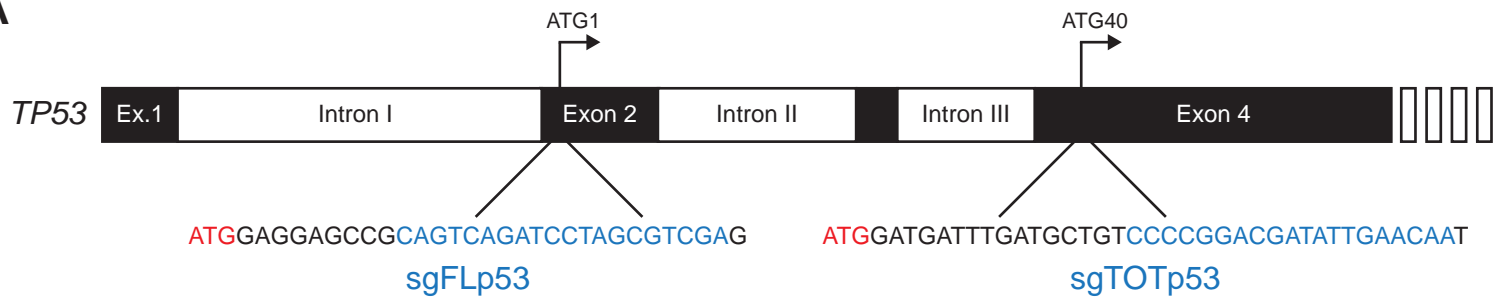 A
ATG1 ATG40
TP53 Ex.1 Intron I Exon 2 Intron II Intron III Exon 4
ATGGAGGAGCCGCAGTCAGATCCTAGCGTCGAG ATGGATGATTTGATGCTGTCCCCGGACGATATTGAACAAT
sgFLp53 sgTOTp53